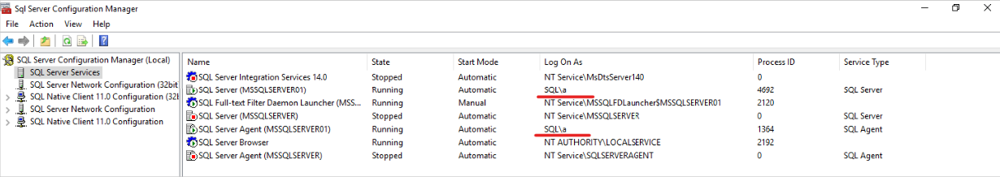 Sql Server Configuration Manager
File Action View Help
SQL Server Configuration Manager (Local)
SQL Server Services
SQL Server Network Configuration (32bit
SQL Native Client 11.0 Configuration (32l
SQL Server Network Configuration
SQL Native Client 11.0 Configuration
Name State Start Mode Log On As Process ID Service Type
SQL Server Integration Services 14.0 Stopped Automatic NT Service\MsDtsServer140 0
SQL Server (MSSQLSERVER01) Running Automatic SQL\a 4692 SQL Server
SQL Full-text Filter Daemon Launcher (MSS... Running Manual NT Service\MSSQLFDLauncher$MSSQLSERVER01 2120
SQL Server (MSSQLSERVER) Stopped Automatic NT Service\MSSQLSERVER 0 SQL Server
SQL Server Agent (MSSQLSERVER01) Running Automatic SQL\a 1364 SQL Agent
SQL Server Browser Running Automatic NT AUTHORITY\LOCALSERVICE 2192
SQL Server Agent (MSSQLSERVER) Stopped Automatic NT Service\SQLSERVERAGENT 0 SQL Agent